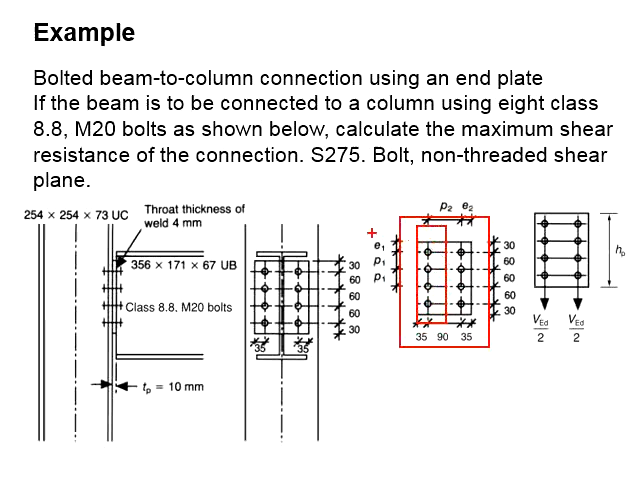 Example
Bolted beam-to-column connection using an end plate
If the beam is to be connected to a column using eight class
8.8, M20 bolts as shown below, calculate the maximum shear
resistance of the connection. S275. Bolt, non-threaded shear
plane.
254 × 254 × 73 UC
Throat thickness of
weld 4 mm
356 × 171 × 67 UB
Class 8.8. M20 bolts
tp = 10 mm
30
60
60
60
30
35
35
+
p2 e2
e1
p1
p1
30
60
60
60
30
35 90 35
hp
VEd
2
VEd
2